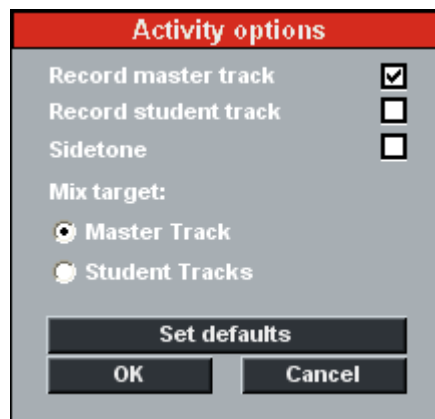 Activity options
Record master track
Record student track
Sidetone
Mix target:
Master Track
Student Tracks
Set defaults
OK Cancel